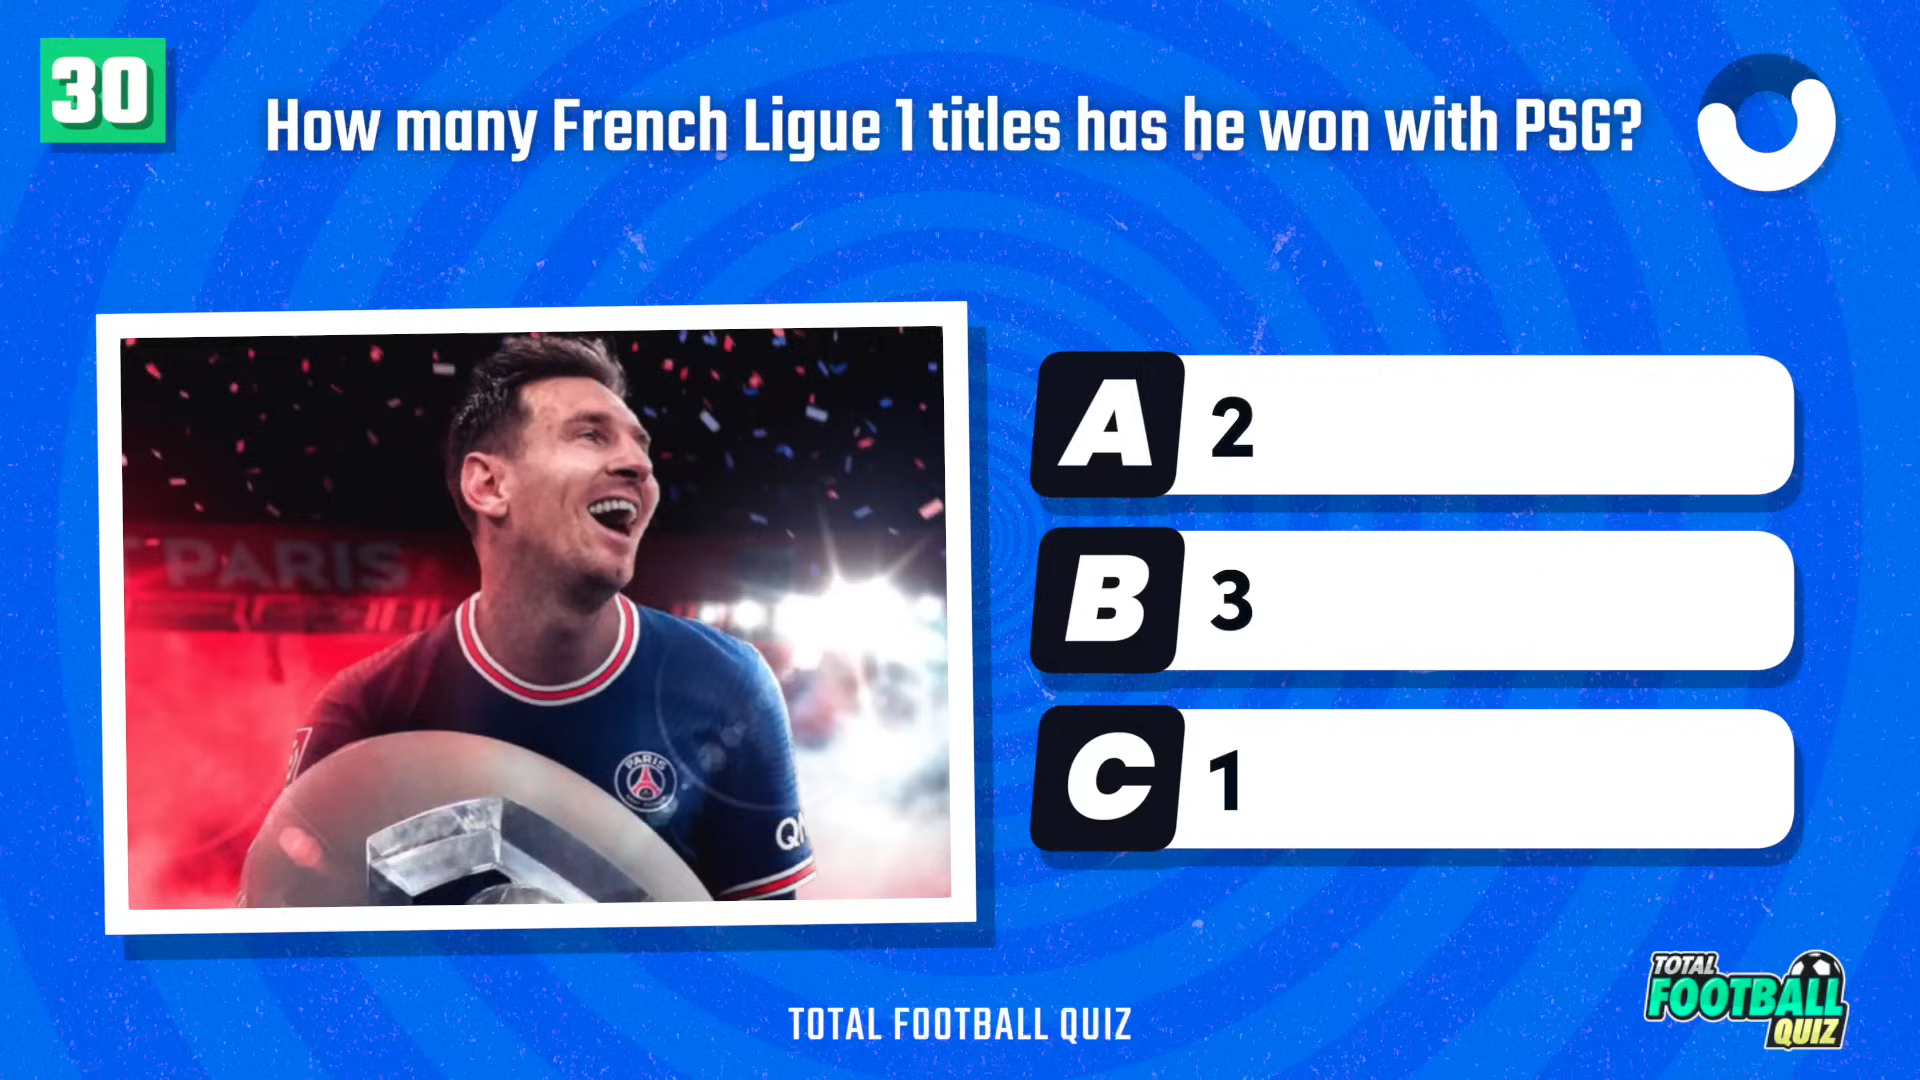 30
How many French Ligue 1 titles has he won with PSG?
PARIS
PARIS
A 2
B 3
C 1
TOTAL FOOTBALL QUIZ
TOTAL
FOOTBALL
QUIZ